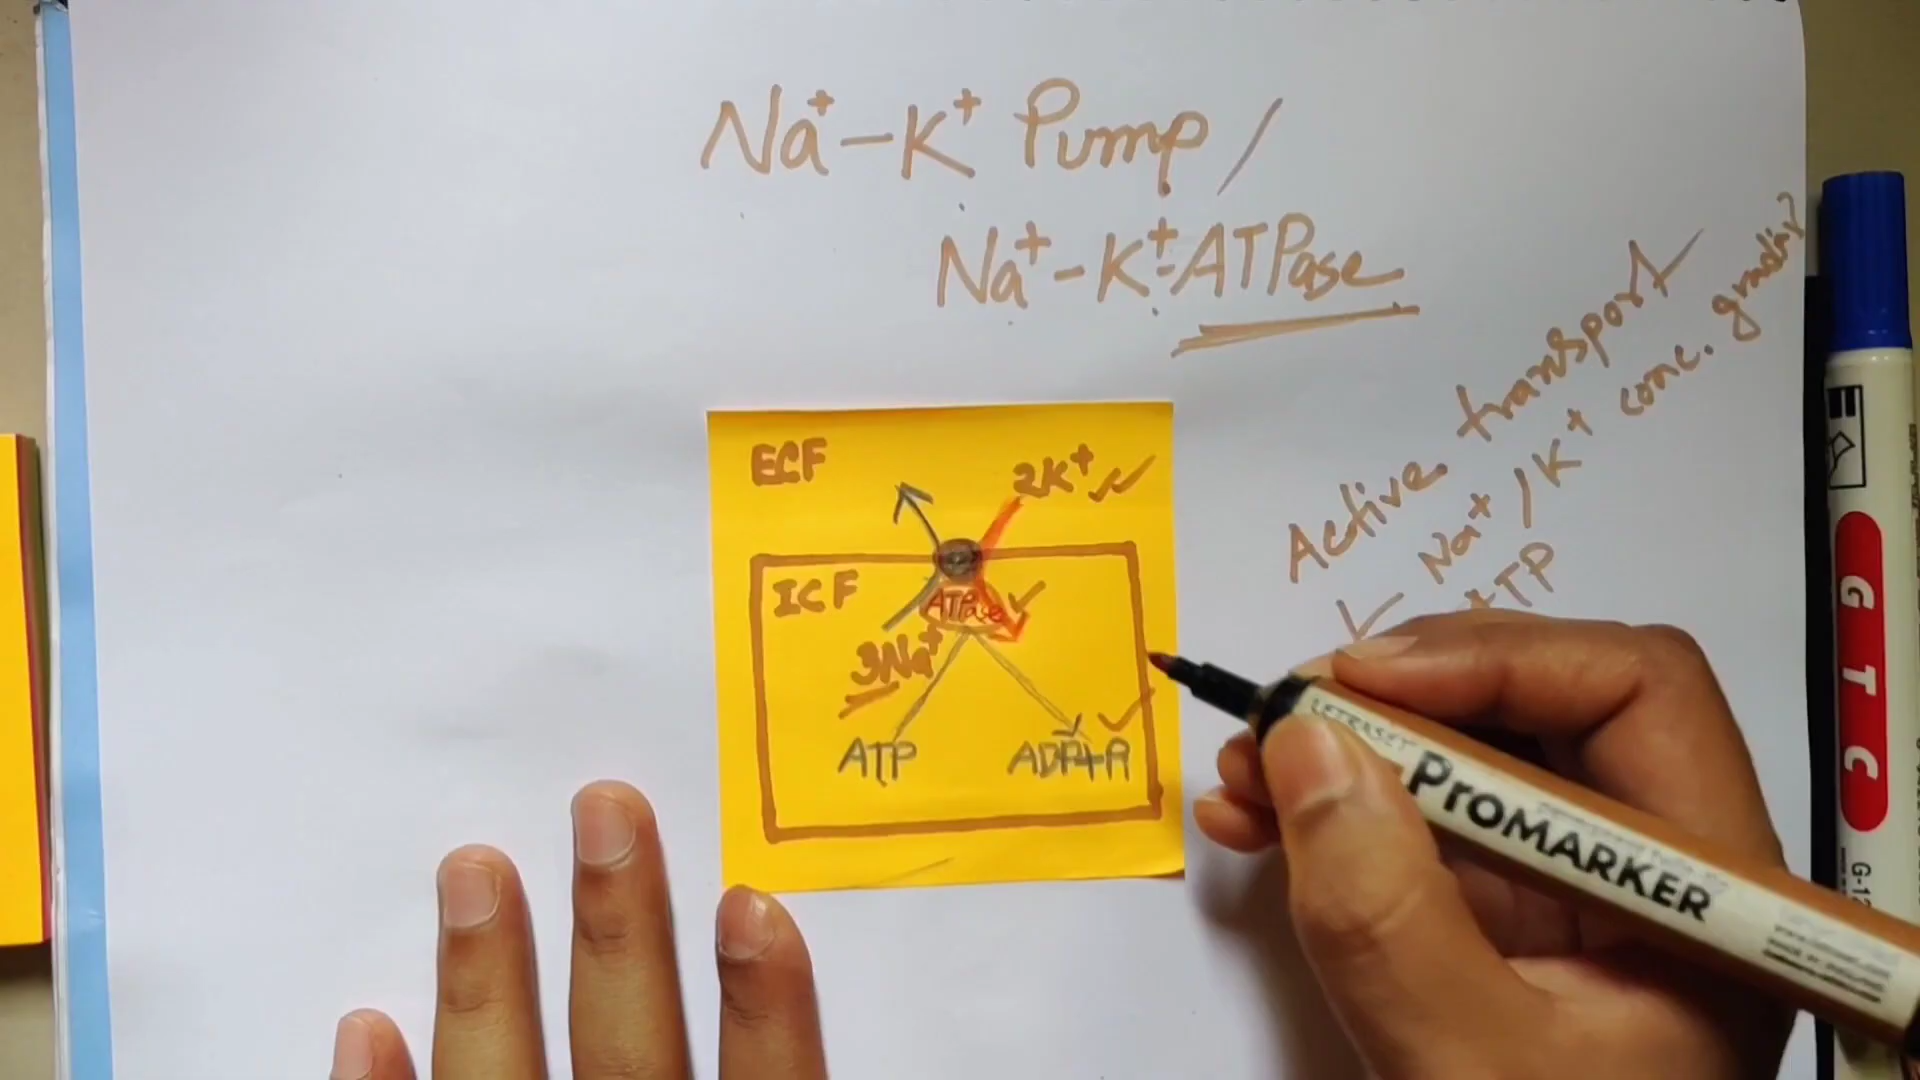 Na+-K+ Pump/
Na+-K+-ATPase
Active transport
Na+/K+ conc.
ATP
ECF
2K+
ICF
ATPase
3Na+
ATP
ADP+Pi
LETRASET
PROMARKER
GTC